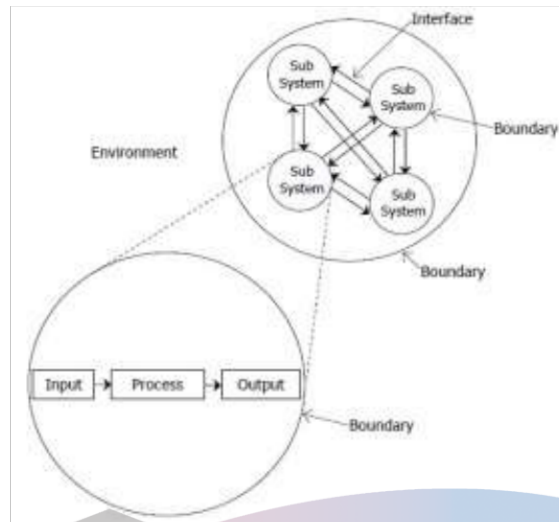 Interface
Sub
System
Sub
System
Boundary
Environment
Sub
System
Sub
System
Boundary
Input
Process
Output
Boundary